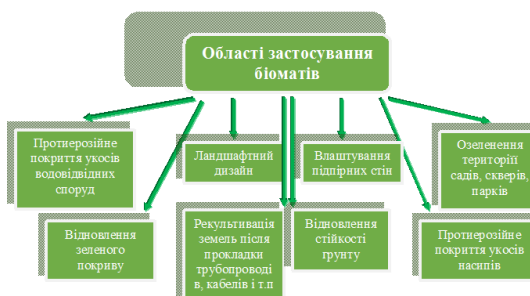 Області застосування
біоматів
Протиерозійне
покриття укосів
водовідвідних
споруд
Ландшафтний
дизайн
Влаштування
підпірних стін
Озеленення
території
садів, скверів,
парків
Відновлення
зеленого
покриву
Рекультивація
земель після
прокладки
трубопроводі
в, кабелів і т.п
Відновлення
стійкості
грунту
Протиерозійне
покриття укосів
насипів